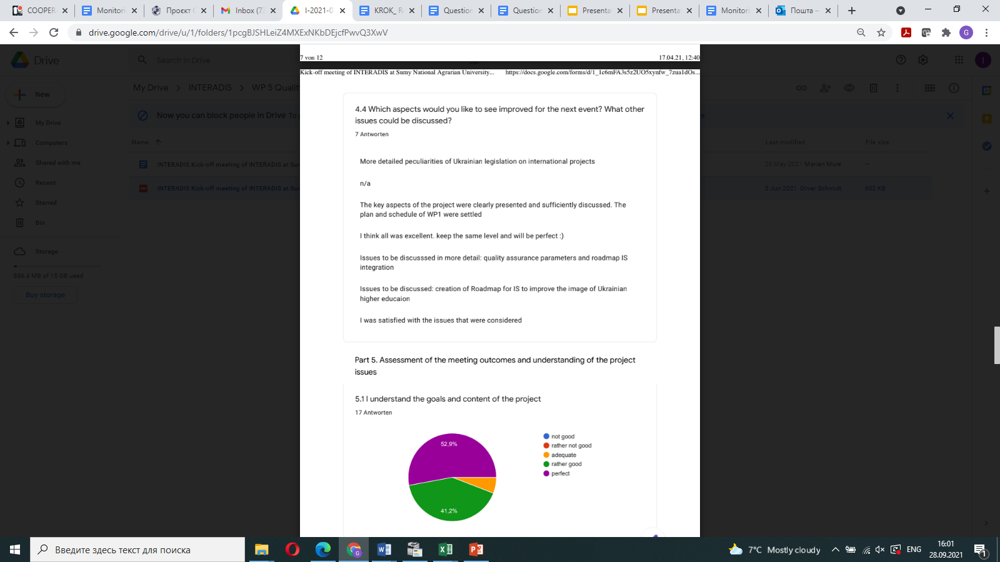 COOPER
Monitori
Проєкт
Inbox (73
I-2021-0
KROK_ R
Question
Question
Presenta
Presenta
Monitori
Пошта –
drive.google.com/drive/u/1/folders/1pcgBJSHLeiZ4MXExNKbDEjcfPwvQ3XwV
G
Drive
Search in Drive
New
My Drive
Computers
Shared with me
Recent
Starred
Bin
Storage
686.4 MB of 15 GB used
Buy storage
My Drive > INTERADIS > WP 5 Qualit
Now you can block people in Drive To
Name
Last modified
File size
INTERADIS Kick-off meeting of INTERADIS at Su
26 May 2021 Marian Mure
–
INTERADIS Kick-off meeting of INTERADIS at Su
5 Jun 2021 Oliver Schmidt
602 KB
7 von 12
17.04.21, 12:40
Kick-off meeting of INTERADIS at Sumy National Agrarian University...
https://docs.google.com/forms/d/1_1c6mFA3s5z2UO5xynfw_7zua1dOs...
4.4 Which aspects would you like to see improved for the next event? What other
issues could be discussed?
7 Antworten
More detailed peculiarities of Ukrainian legislation on international projects
n/a
The key aspects of the project were clearly presented and sufficiently discussed. The
plan and schedule of WP1 were settled
I think all was excellent. keep the same level and will be perfect :)
Issues to be discusssed in more detail: quality assurance parameters and roadmap IS
integration
Issues to be discussed: creation of Roadmap for IS to improve the image of Ukrainian
higher educaion
I was satisfied with the issues that were considered
Part 5. Assessment of the meeting outcomes and understanding of the project
issues
5.1 I understand the goals and content of the project
17 Antworten
52,9%
41,2%
not good
rather not good
adequate
rather good
perfect
Введите здесь текст для поиска
7°C Mostly cloudy
ENG
16:01
28.09.2021
1